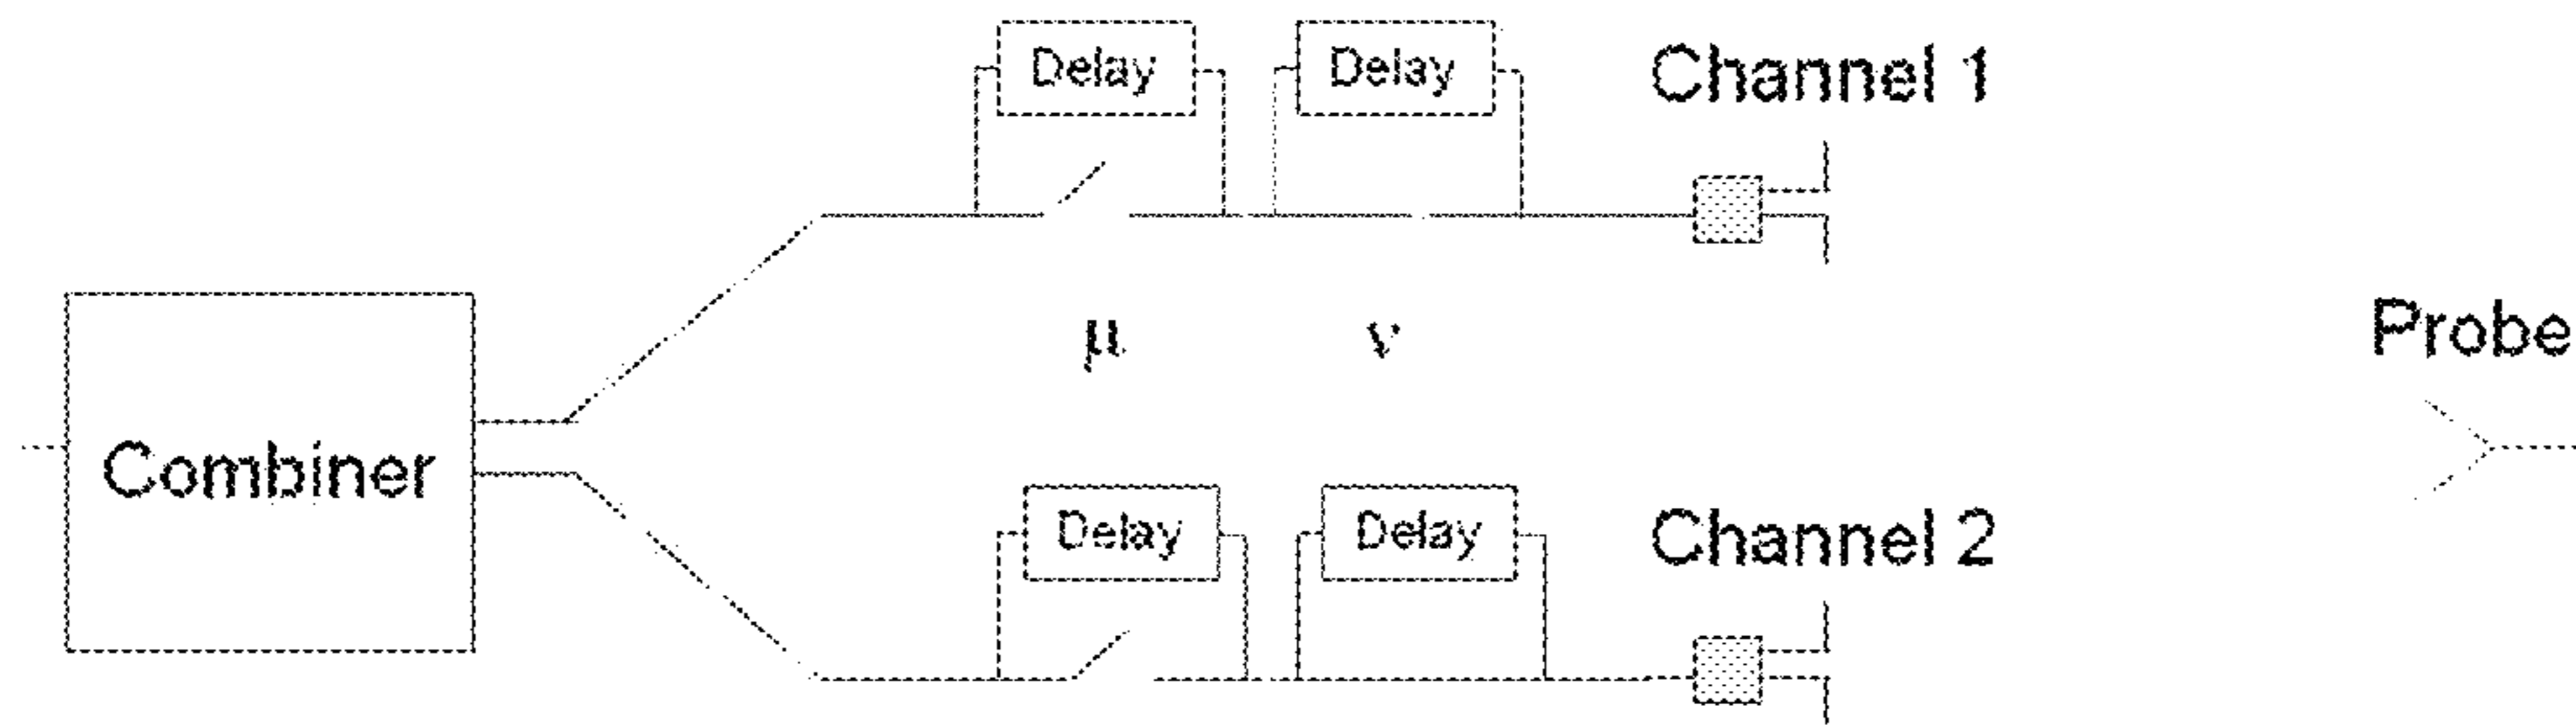 Delay Delay Channel 1
μ ν Probe
Combiner
Delay Delay Channel 2